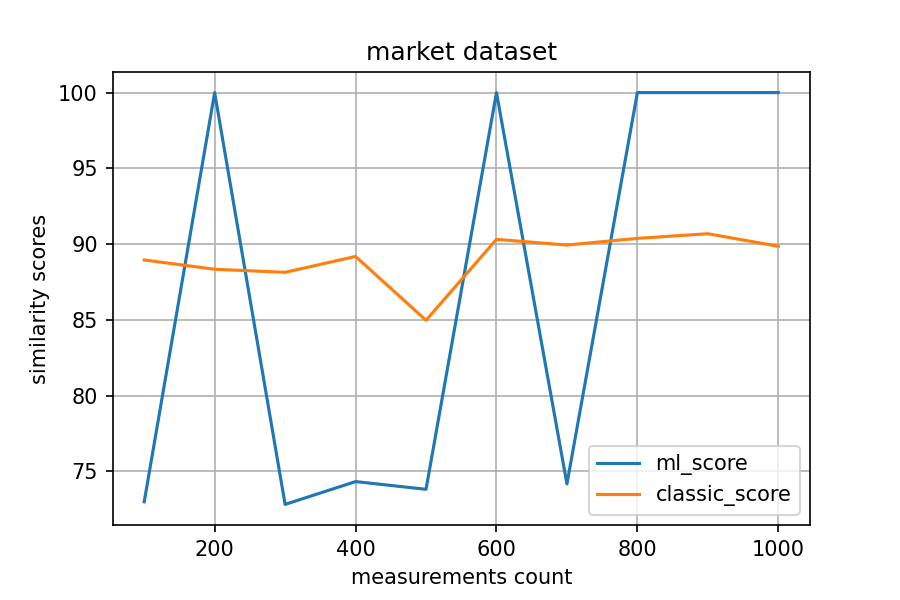 market dataset
100
95
90
85
80
75
similarity scores
ml_score
classic_score
200 400 600 800 1000
measurements count